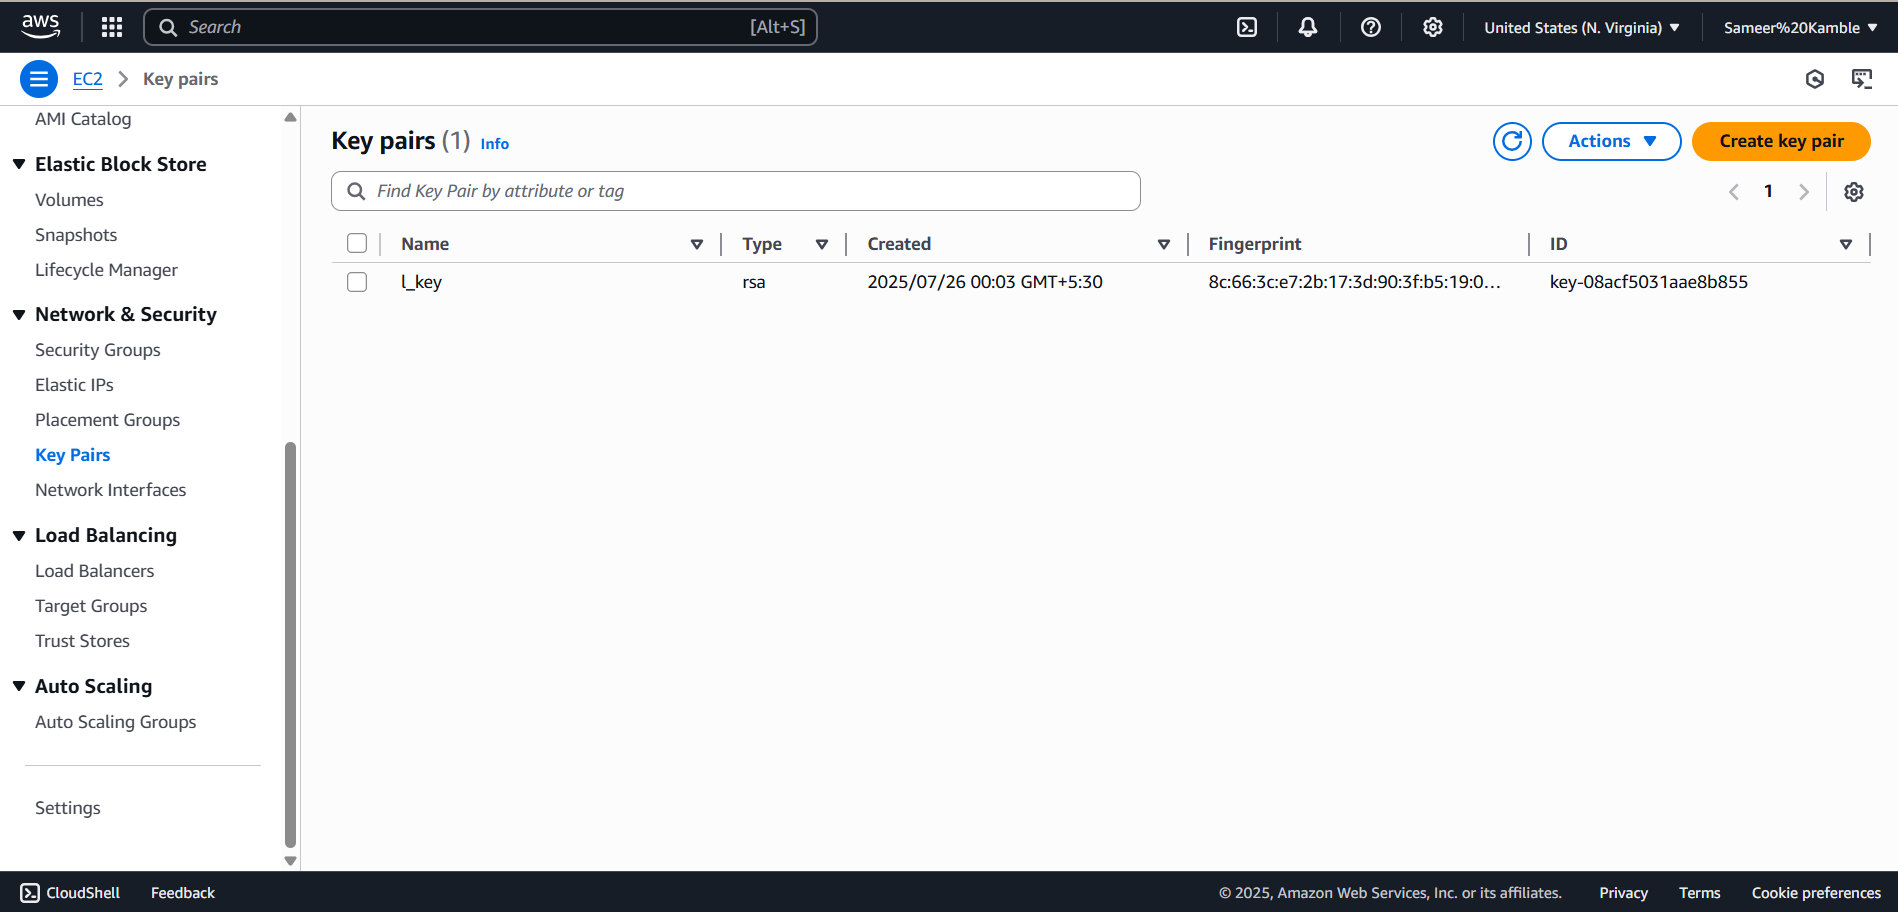 aws
Search [Alt+S]
United States (N. Virginia)
Sameer%20Kamble
EC2 > Key pairs
AMI Catalog
Elastic Block Store
Volumes
Snapshots
Lifecycle Manager
Network & Security
Security Groups
Elastic IPs
Placement Groups
Key Pairs
Network Interfaces
Load Balancing
Load Balancers
Target Groups
Trust Stores
Auto Scaling
Auto Scaling Groups
Settings
Key pairs (1) Info
Actions
Create key pair
Find Key Pair by attribute or tag
1
Name Type Created Fingerprint ID
l_key rsa 2025/07/26 00:03 GMT+5:30 8c:66:3c:e7:2b:17:3d:90:3f:b5:19:0... key-08acf5031aae8b855
CloudShell Feedback © 2025, Amazon Web Services, Inc. or its affiliates. Privacy Terms Cookie preferences